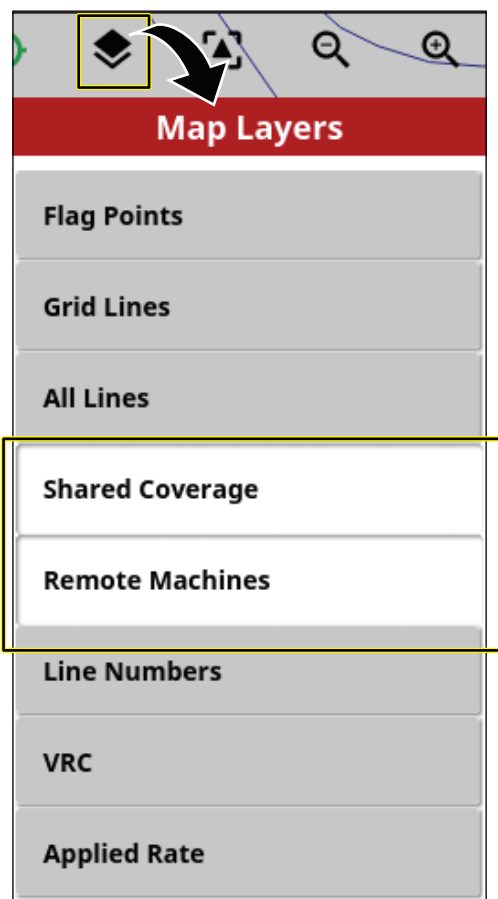 Map Layers
Flag Points
Grid Lines
All Lines
Shared Coverage
Remote Machines
Line Numbers
VRC
Applied Rate